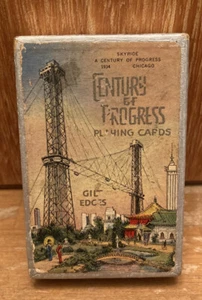 SKYRIDE
A CENTURY OF PROGRESS
1934 CHICAGO
CENTURY
OF
PROGRESS
PLAYING CARDS
GILT
EDGES